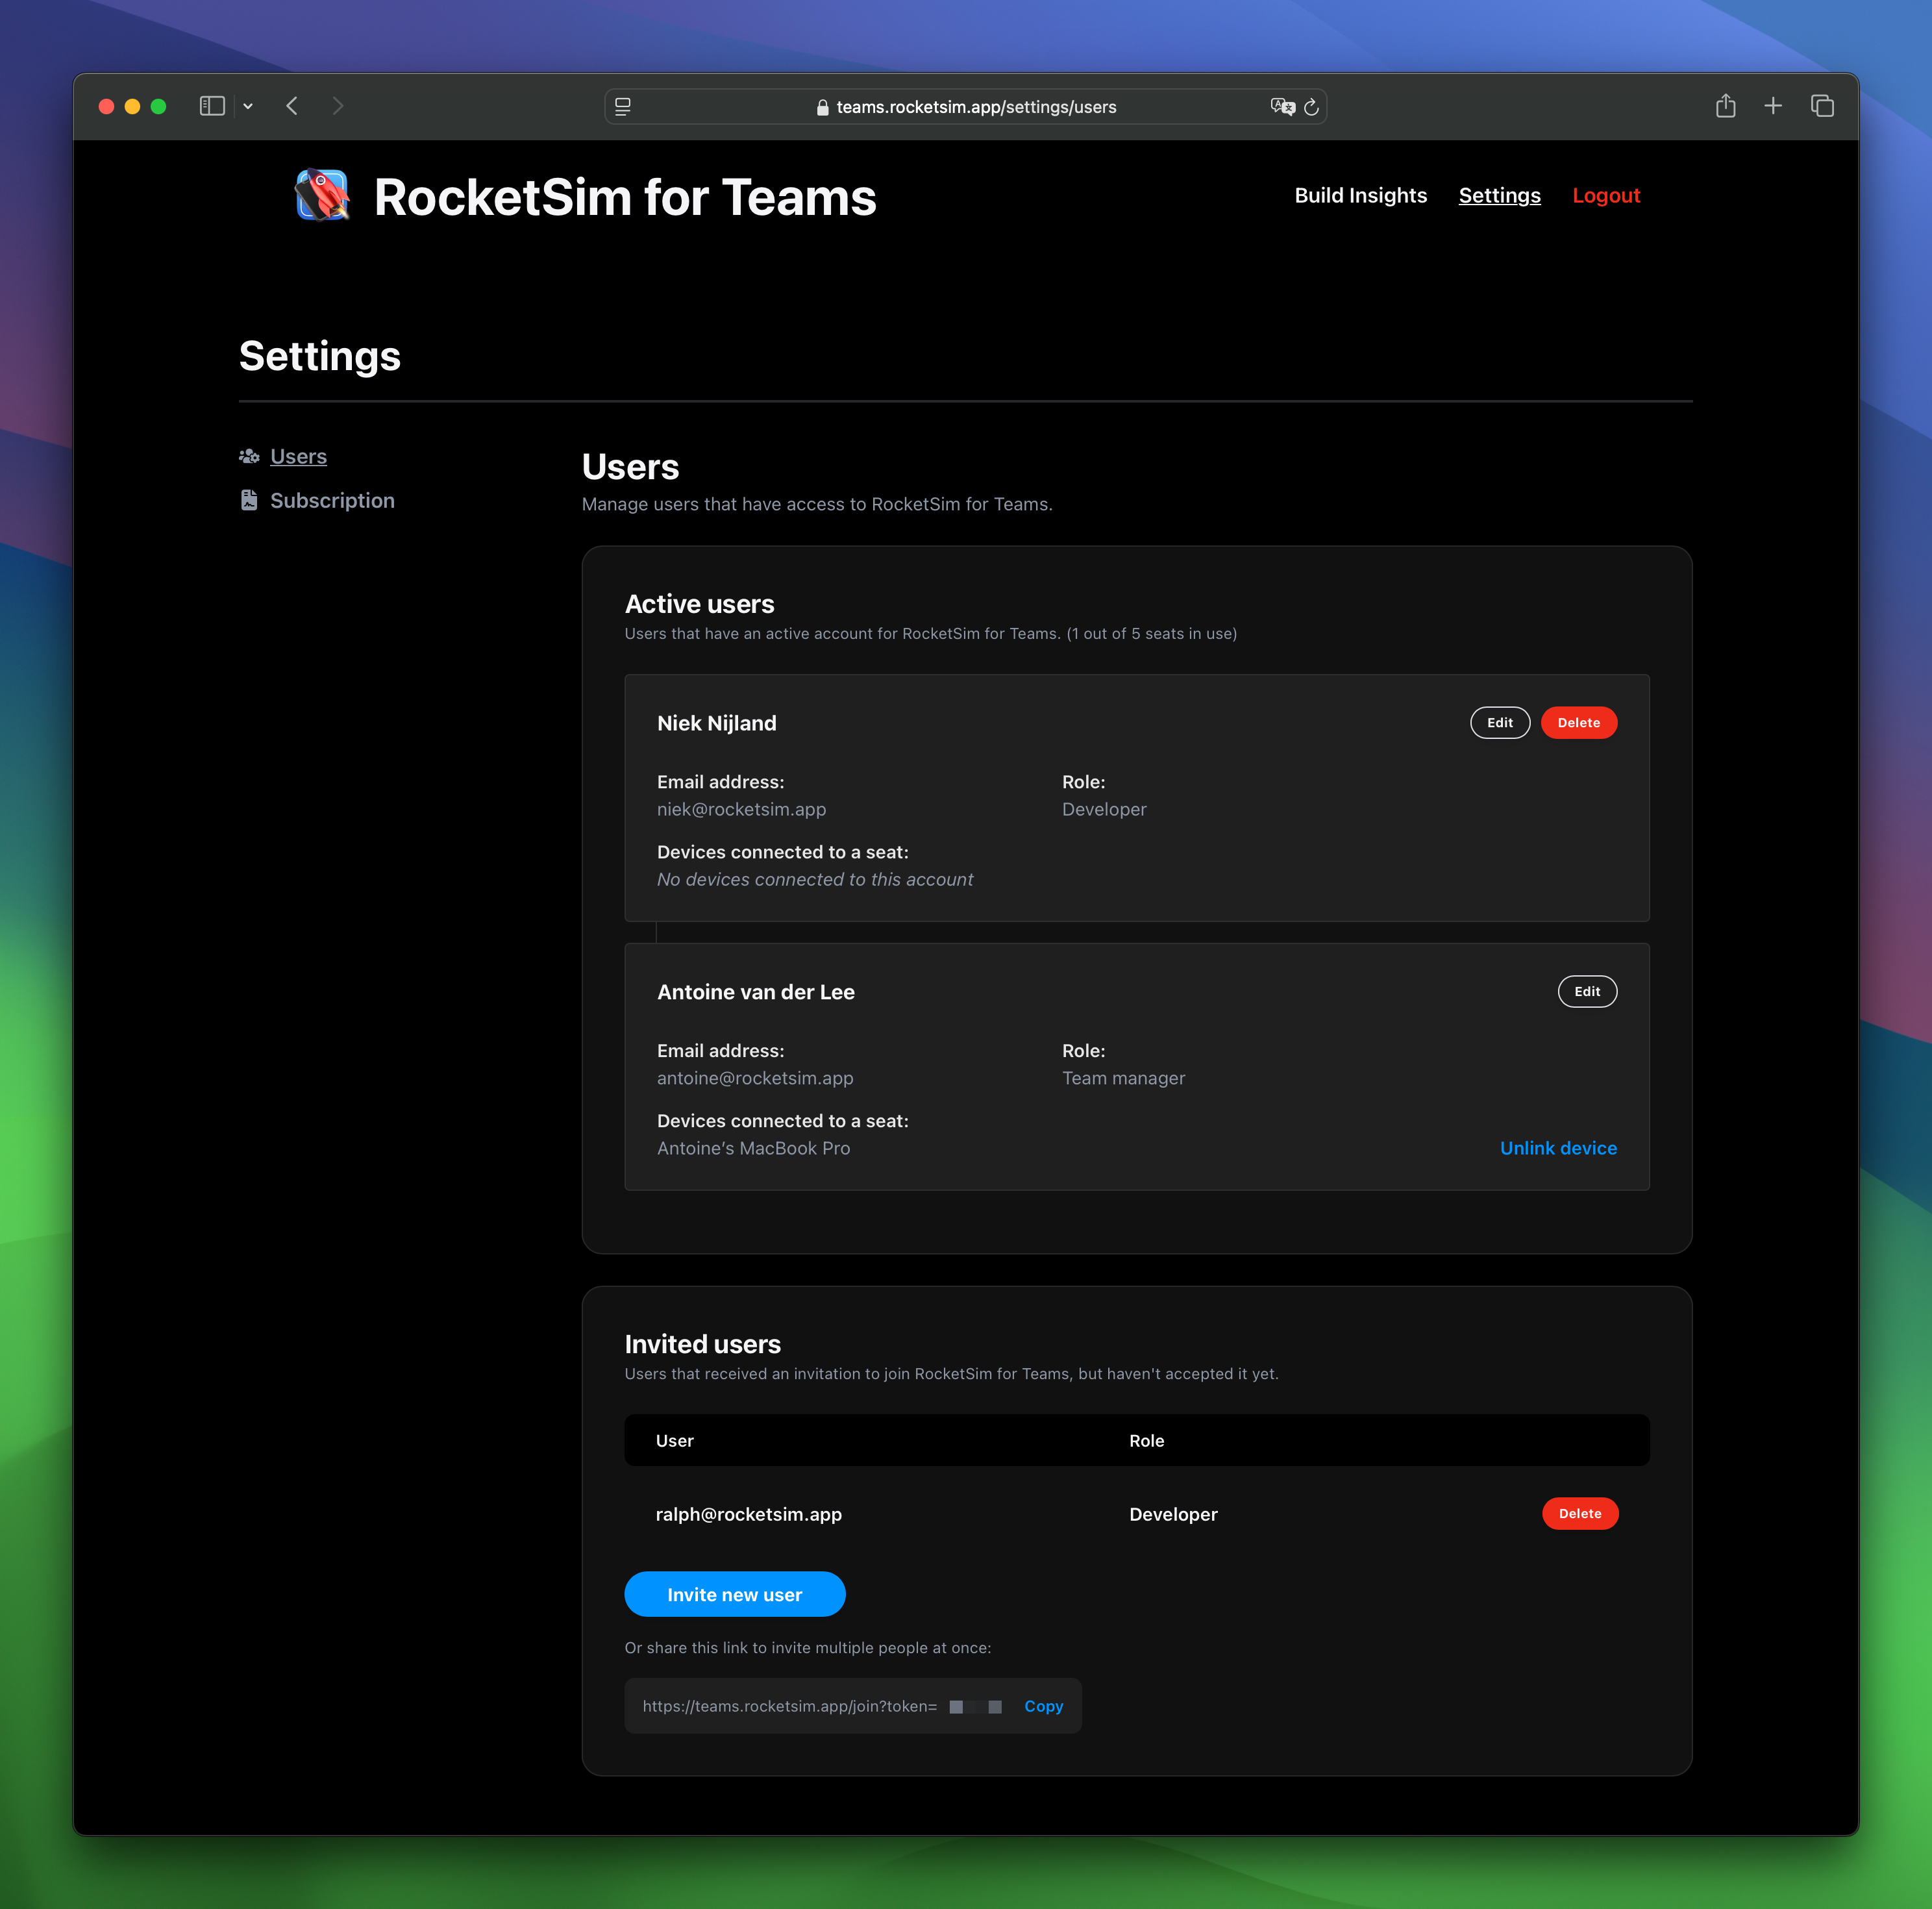 teams.rocketsim.app/settings/users
RocketSim for Teams
Build Insights
Settings
Logout
Settings
Users
Subscription
Users
Manage users that have access to RocketSim for Teams.
Active users
Users that have an active account for RocketSim for Teams. (1 out of 5 seats in use)
Niek Nijland
Edit
Delete
Email address:
Role:
niek@rocketsim.app
Developer
Devices connected to a seat:
No devices connected to this account
Antoine van der Lee
Edit
Email address:
Role:
antoine@rocketsim.app
Team manager
Devices connected to a seat:
Antoine’s MacBook Pro
Unlink device
Invited users
Users that received an invitation to join RocketSim for Teams, but haven't accepted it yet.
User
Role
ralph@rocketsim.app
Developer
Delete
Invite new user
Or share this link to invite multiple people at once:
https://teams.rocketsim.app/join?token=
Copy